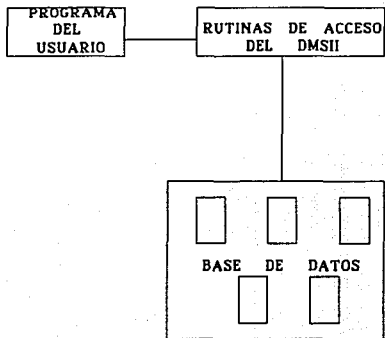 PROGRAMA
DEL
USUARIO
RUTINAS DE ACCESO
DEL DMSII
BASE DE DATOS